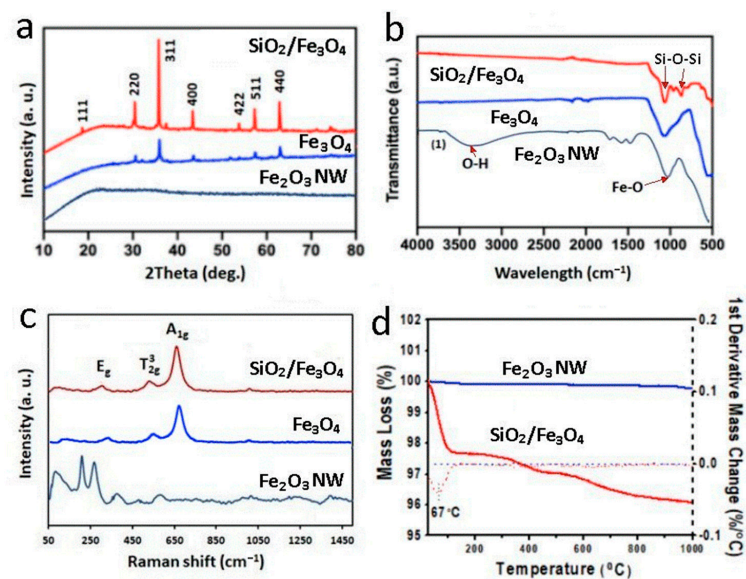 a
SiO2/Fe3O4
111
220
311
400
422
511
440
Fe3O4
Fe2O3 NW
Intensity (a. u.)
10 20 30 40 50 60 70 80
2Theta (deg.)
b
Si-O-Si
SiO2/Fe3O4
Fe3O4
(1)
O-H
Fe2O3 NW
Fe-O
Transmittance (a.u.)
4000 3500 3000 2500 2000 1500 1000 500
Wavelength (cm−1)
c
A1g
Eg
T32g
SiO2/Fe3O4
Fe3O4
Fe2O3 NW
Intensity (a. u.)
50 250 450 650 850 1050 1250 1450
Raman shift (cm−1)
d
102
100
98
97
96
95
Fe2O3 NW
SiO2/Fe3O4
67 °C
Mass Loss (%)
0.2
0.1
0.0
-0.1
1st Derivative Mass Change (%/°C)
200 400 600 800 1000
Temperature (°C)